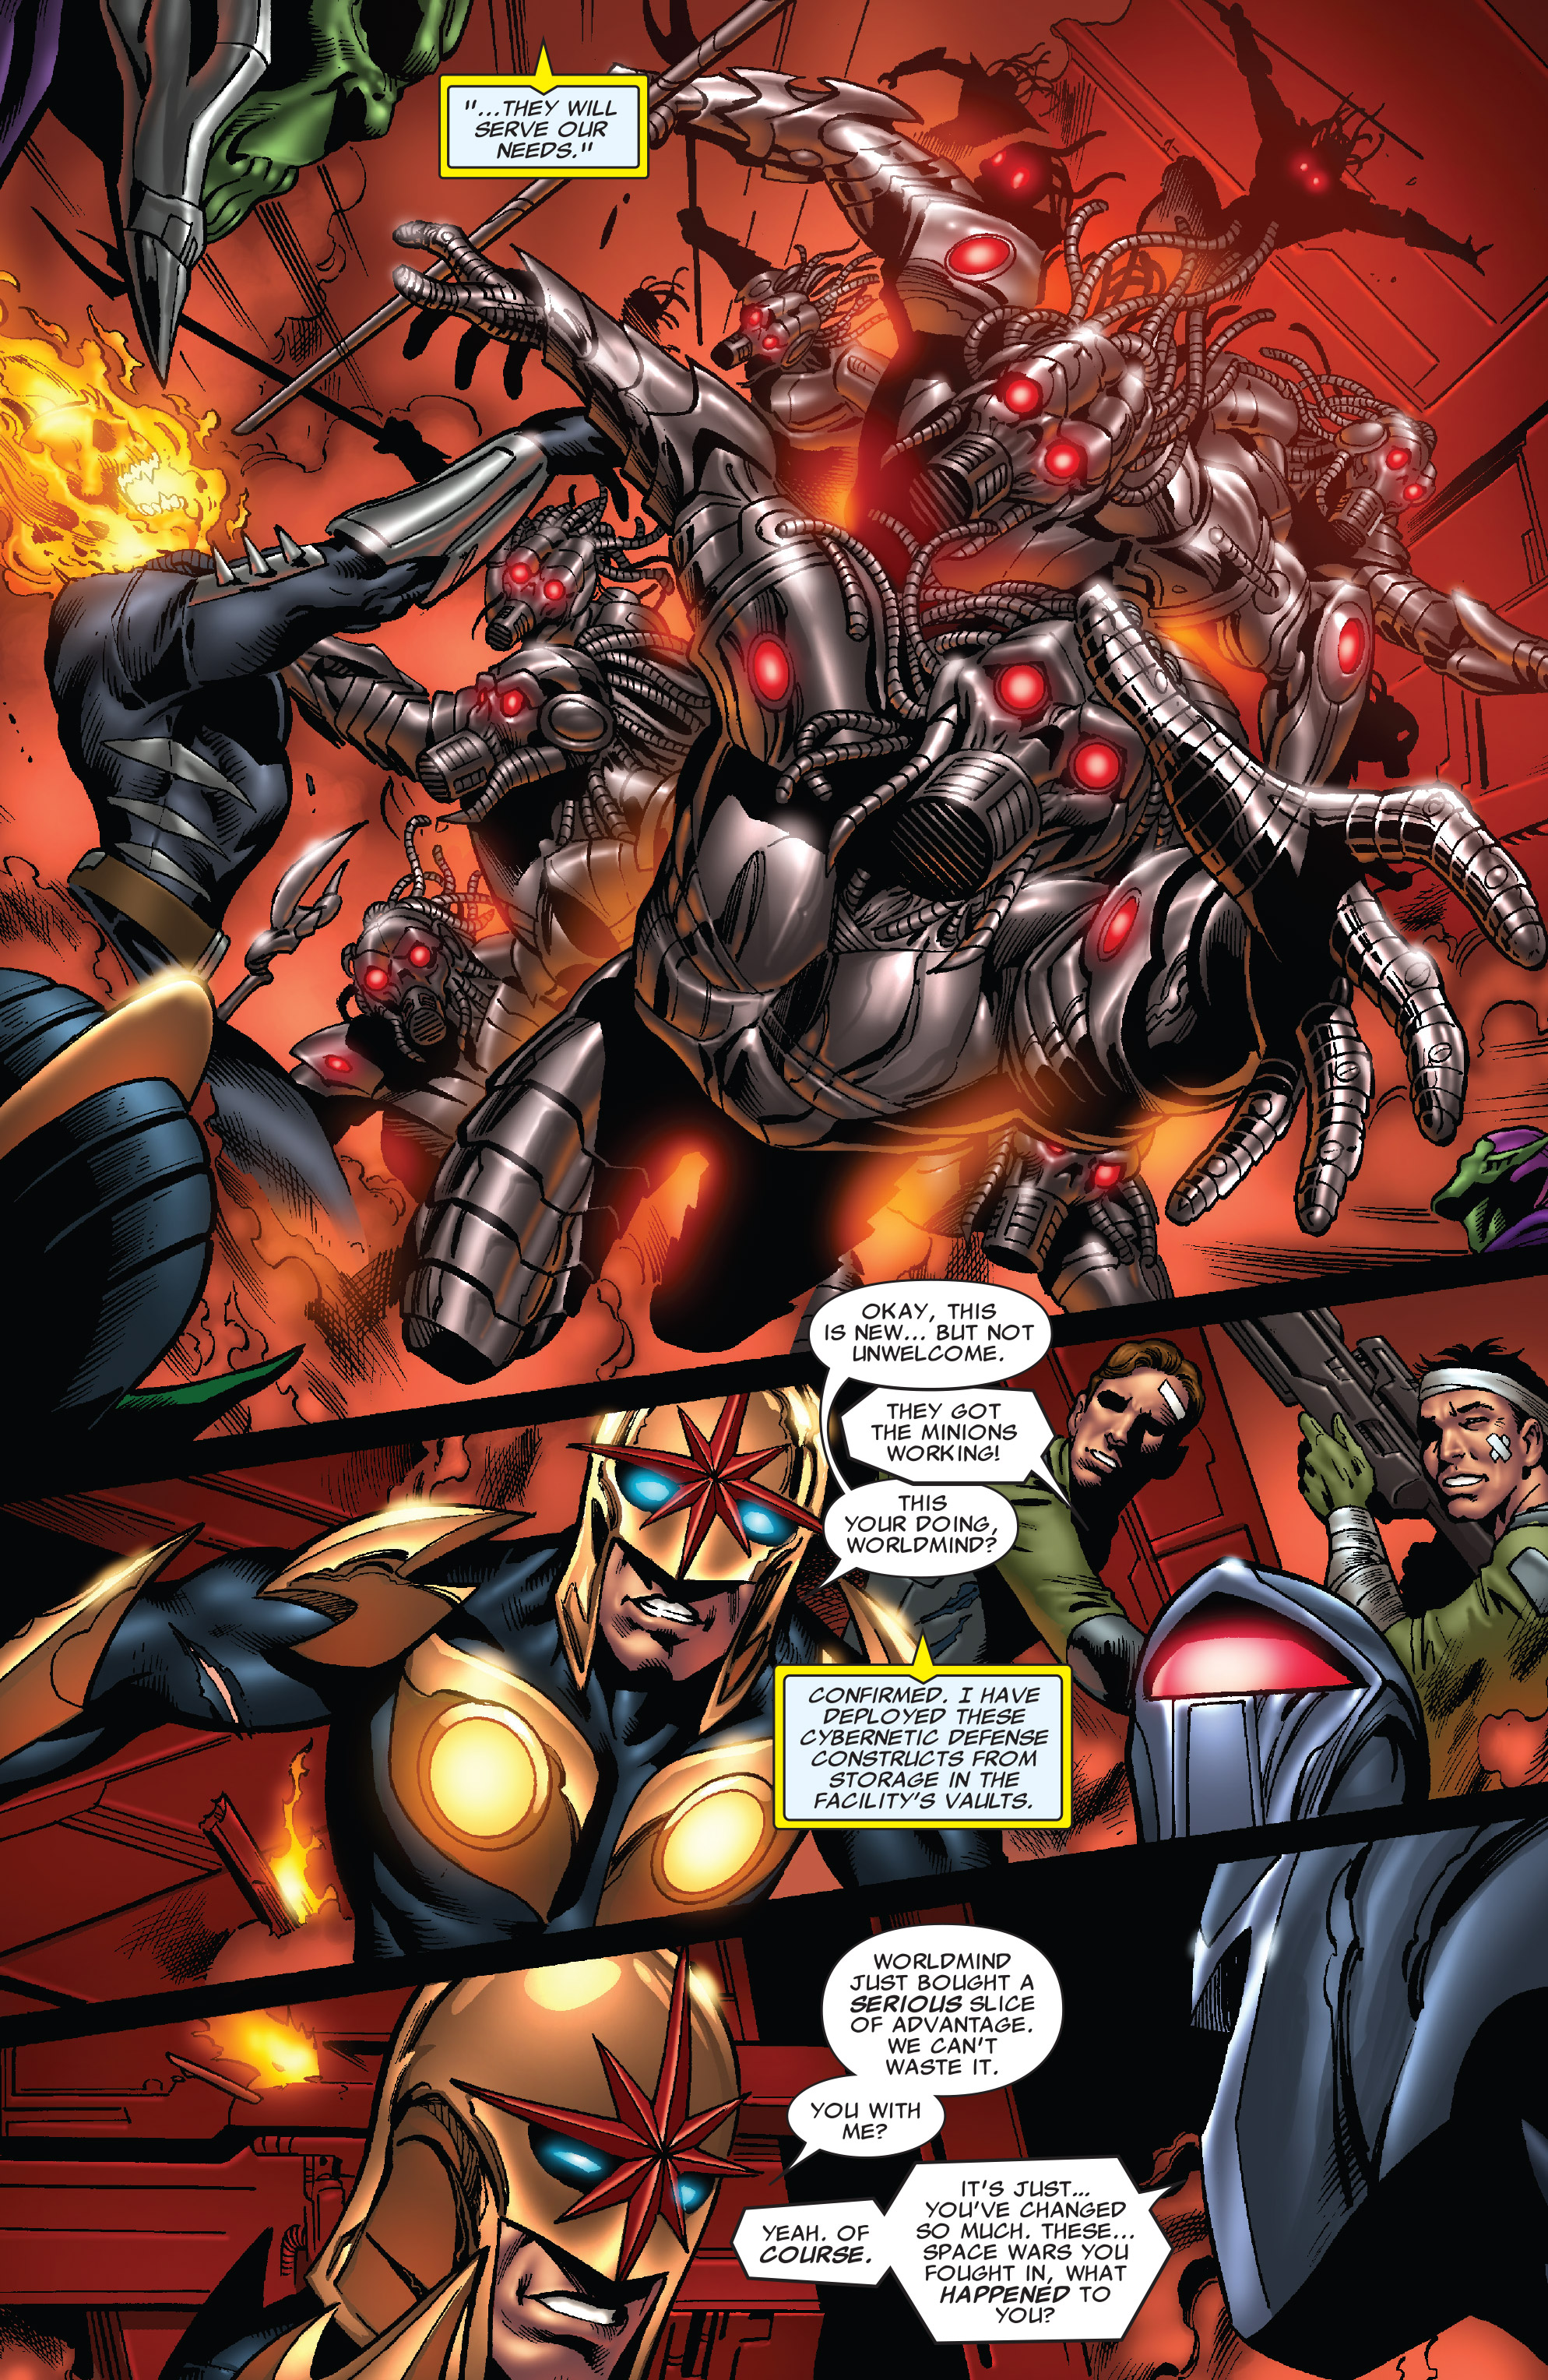 "...THEY WILL
SERVE OUR
NEEDS."
OKAY, THIS
IS NEW... BUT NOT
UNWELCOME.
THEY GOT
THE MINIONS
WORKING!
THIS
YOUR DOING,
WORLDMIND?
CONFIRMED. I HAVE
DEPLOYED THESE
CYBERNETIC DEFENSE
CONSTRUCTS FROM
STORAGE IN THE
FACILITY'S VAULTS.
WORLDMIND
JUST BOUGHT A
SERIOUS SLICE
OF ADVANTAGE.
WE CAN'T
WASTE IT.
YOU WITH
ME?
YEAH. OF
COURSE.
IT'S JUST...
YOU'VE CHANGED
SO MUCH. THESE...
SPACE WARS YOU
FOUGHT IN, WHAT
HAPPENED TO
YOU?